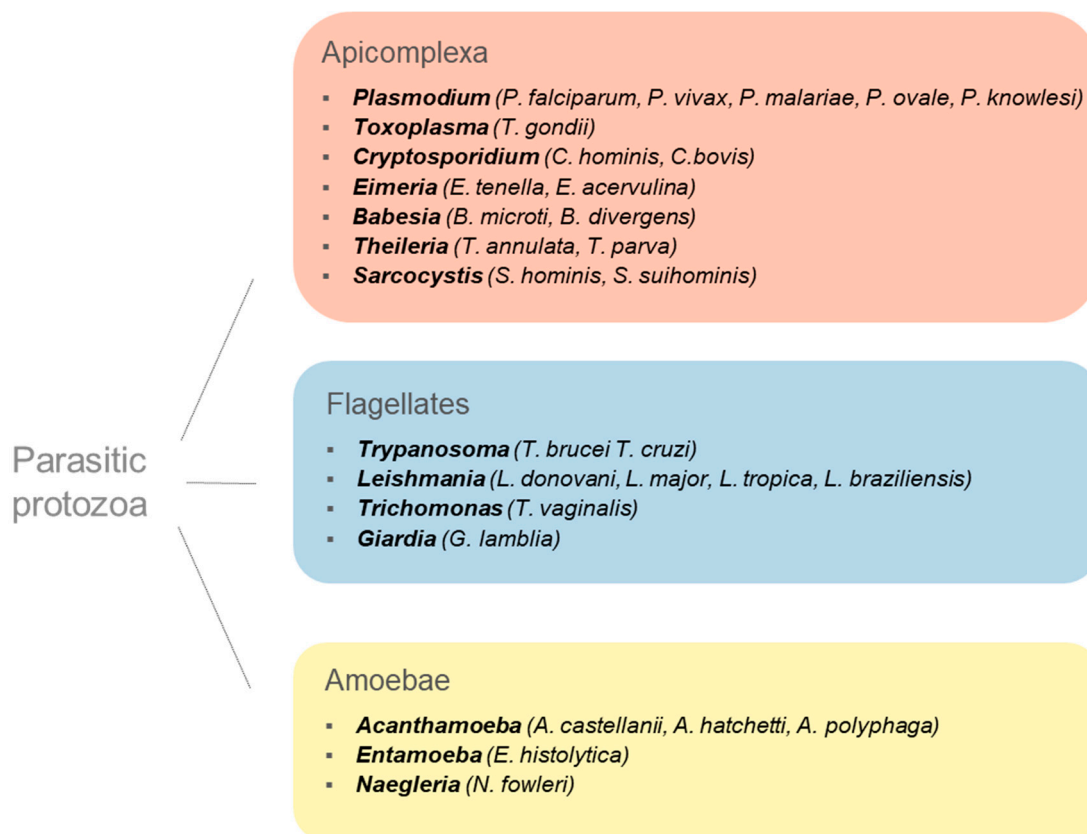 Apicomplexa
▪ Plasmodium (P. falciparum, P. vivax, P. malariae, P. ovale, P. knowlesi)
▪ Toxoplasma (T. gondii)
▪ Cryptosporidium (C. hominis, C.bovis)
▪ Eimeria (E. tenella, E. acervulina)
▪ Babesia (B. microti, B. divergens)
▪ Theileria (T. annulata, T. parva)
▪ Sarcocystis (S. hominis, S. suihominis)
Parasitic
protozoa
Flagellates
▪ Trypanosoma (T. brucei T. cruzi)
▪ Leishmania (L. donovani, L. major, L. tropica, L. braziliensis)
▪ Trichomonas (T. vaginalis)
▪ Giardia (G. lamblia)
Amoebae
▪ Acanthamoeba (A. castellanii, A. hatchetti, A. polyphaga)
▪ Entamoeba (E. histolytica)
▪ Naegleria (N. fowleri)